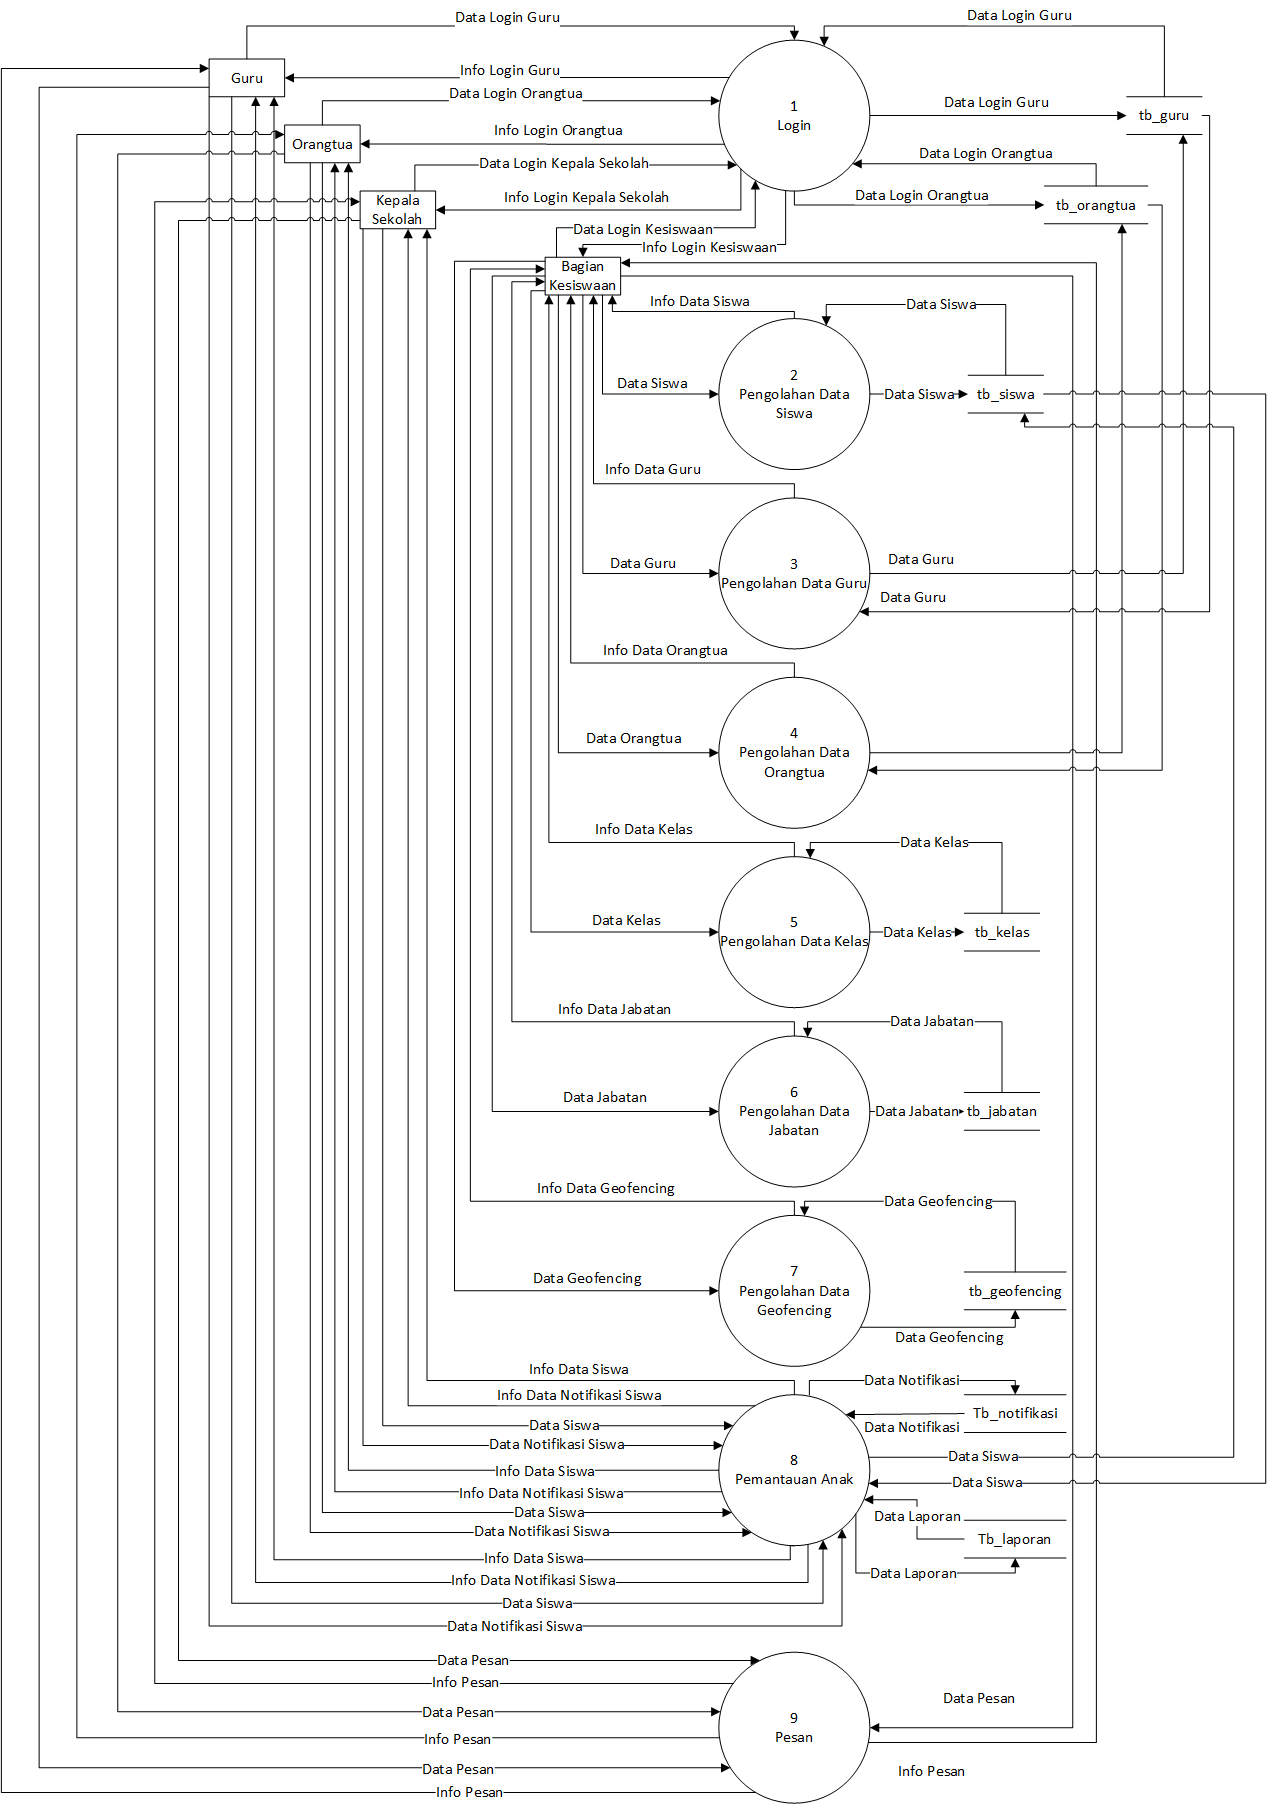 Data Login Guru
Data Login Guru
Guru
Info Login Guru
Data Login Orangtua
1
Login
Data Login Guru
tb_guru
Orangtua
Info Login Orangtua
Data Login Orangtua
Data Login Kepala Sekolah
Kepala
Sekolah
Info Login Kepala Sekolah
Data Login Orangtua
tb_orangtua
Data Login Kesiswaan
Info Login Kesiswaan
Bagian
Kesiswaan
Info Data Siswa
Data Siswa
2
Pengolahan Data
Siswa
Data Siswa
Data Siswa
tb_siswa
Info Data Guru
3
Pengolahan Data Guru
Data Guru
Data Guru
Data Guru
Info Data Orangtua
4
Pengolahan Data
Orangtua
Data Orangtua
Info Data Kelas
Data Kelas
5
Pengolahan Data Kelas
Data Kelas
Data Kelas
tb_kelas
Info Data Jabatan
Data Jabatan
6
Pengolahan Data
Jabatan
Data Jabatan
Data Jabatan
tb_jabatan
Info Data Geofencing
Data Geofencing
7
Pengolahan Data
Geofencing
Data Geofencing
tb_geofencing
Data Geofencing
Info Data Siswa
Data Notifikasi
Info Data Notifikasi Siswa
Tb_notifikasi
Data Siswa
Data Notifikasi
Data Notifikasi Siswa
8
Pemantauan Anak
Data Siswa
Info Data Siswa
Data Siswa
Info Data Notifikasi Siswa
Data Siswa
Data Laporan
Data Notifikasi Siswa
Tb_laporan
Info Data Siswa
Data Laporan
Info Data Notifikasi Siswa
Data Siswa
Data Notifikasi Siswa
Data Pesan
Info Pesan
Data Pesan
Data Pesan
9
Pesan
Info Pesan
Data Pesan
Info Pesan
Info Pesan